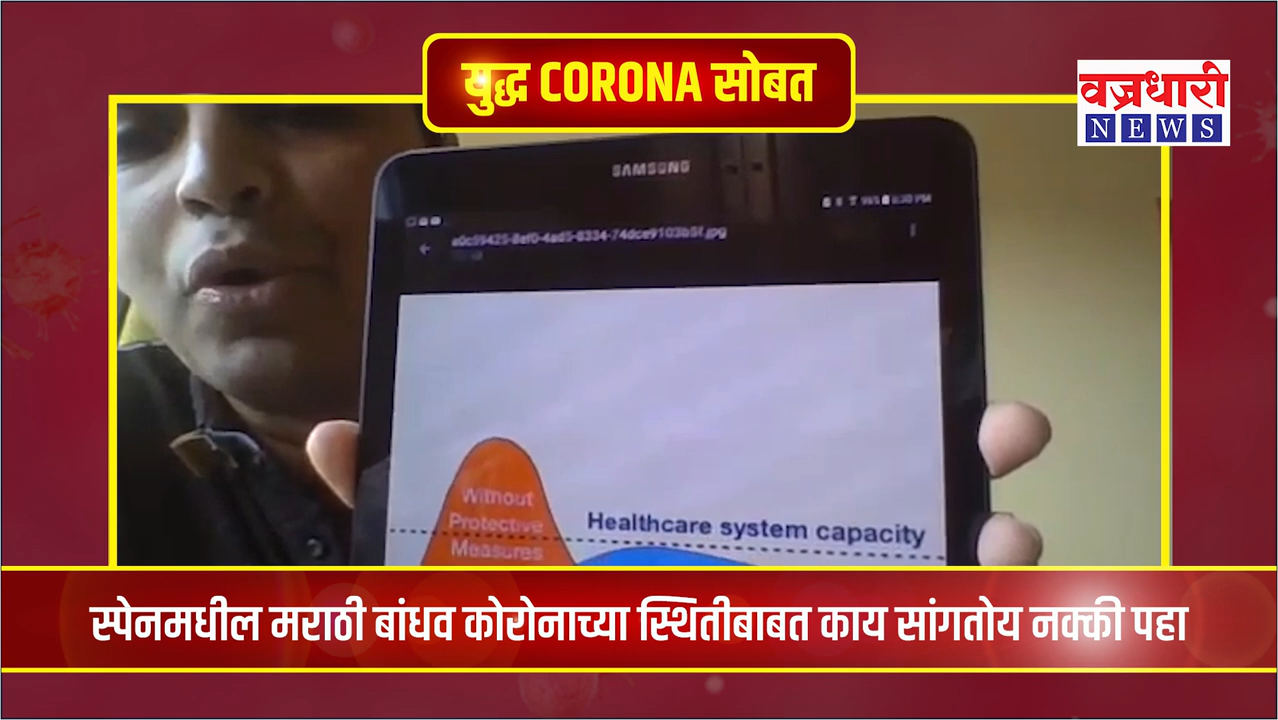 युद्ध CORONA सोबत
वज्रधारी
NEWS
SAMSUNG
Without
Protective
Measures
Healthcare system capacity
स्पेनमधील मराठी बांधव कोरोनाच्या स्थितीबाबत काय सांगतोय नक्की पहा